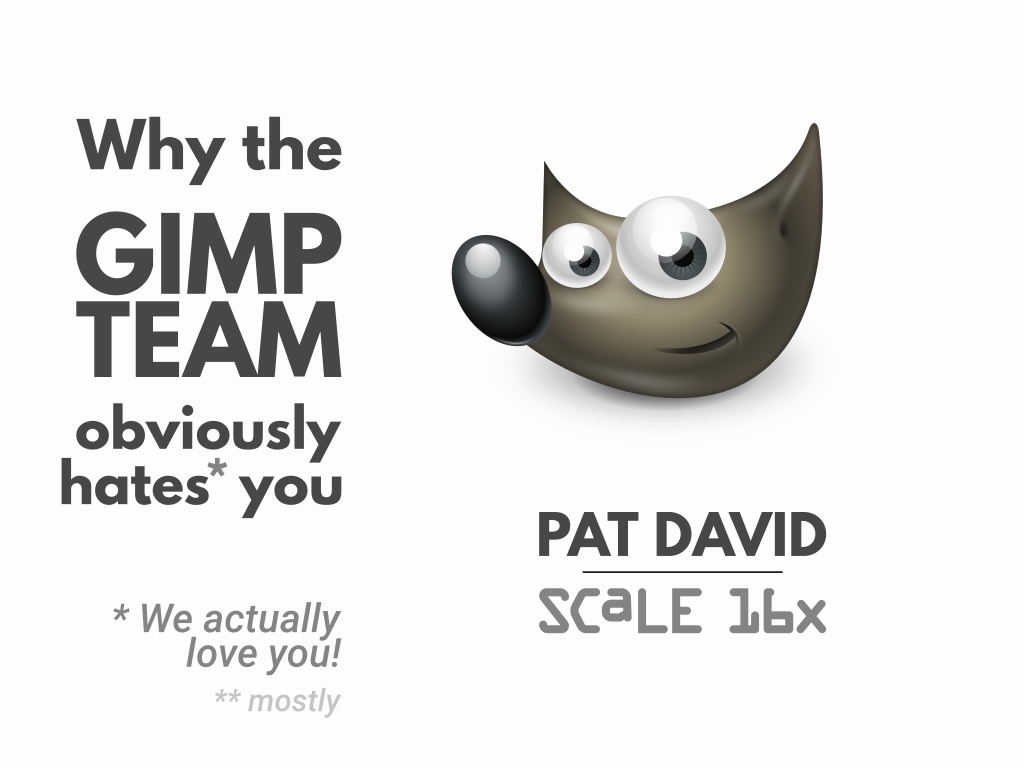 Why the
GIMP
TEAM
obviously
hates* you
* We actually
love you!
** mostly
PAT DAVID
SCaLE 16x